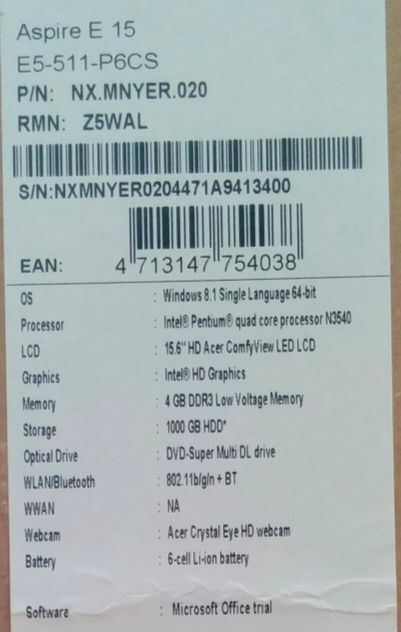 Aspire E 15
E5-511-P6CS
P/N: NX.MNYER.020
RMN: Z5WAL
S/N:NXMNYER0204471A9413400
EAN: 4 713147 754038
OS : Windows 8.1 Single Language 64-bit
Processor : Intel® Pentium® quad core processor N3540
LCD : 15.6" HD Acer ComfyView LED LCD
Graphics : Intel® HD Graphics
Memory : 4 GB DDR3 Low Voltage Memory
Storage : 1000 GB HDD*
Optical Drive : DVD-Super Multi DL drive
WLAN/Bluetooth : 802.11b/g/n + BT
WWAN : NA
Webcam : Acer Crystal Eye HD webcam
Battery : 6-cell Li-ion battery
Software : Microsoft Office trial